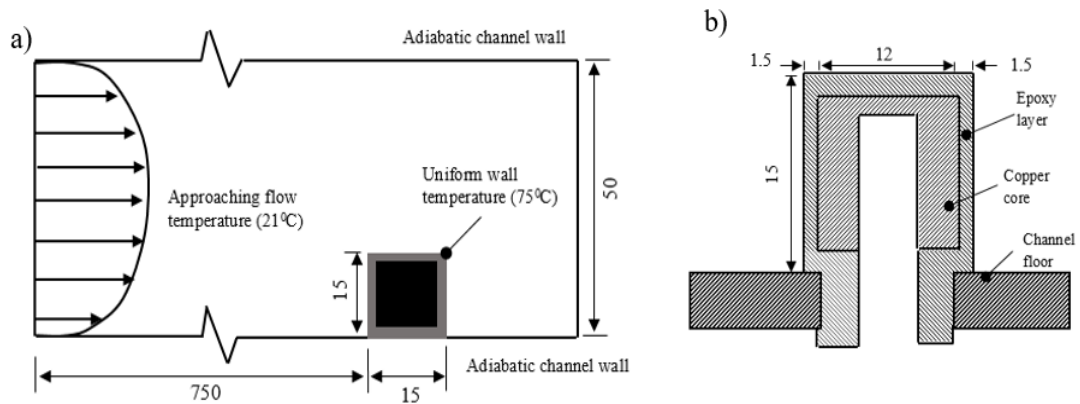 a)
Adiabatic channel wall
Approaching flow
temperature (21⁰C)
Uniform wall
temperature (75⁰C)
50
15
Adiabatic channel wall
750
15
b)
1.5
12
1.5
Epoxy
layer
15
Copper
core
Channel
floor